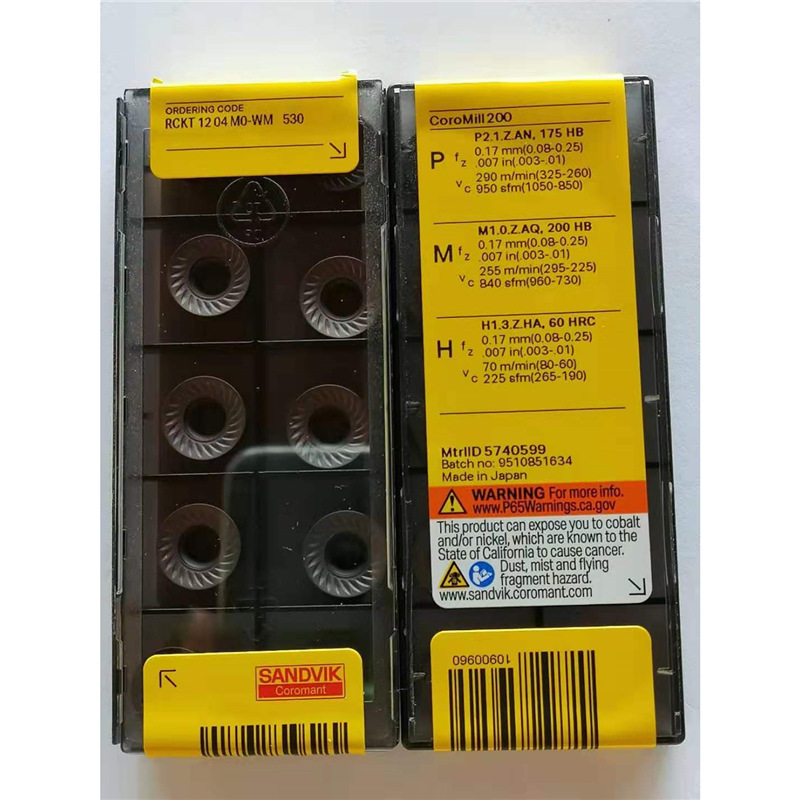 ORDERING CODE
RCKT 12 04 M0-WM 530
SANDVIK
Coromant
CoroMill 200
P2.1.Z.AN, 175 HB
P fz 0.17 mm(0.08-0.25)
.007 in(.003-.01)
vc 290 m/min(325-260)
950 sfm(1050-850)
M1.0.Z.AQ, 200 HB
M fz 0.17 mm(0.08-0.25)
.007 in(.003-.01)
vc 255 m/min(295-225)
840 sfm(960-730)
H1.3.Z.HA, 60 HRC
H fz 0.17 mm(0.08-0.25)
.007 in(.003-.01)
vc 70 m/min(80-60)
225 sfm(265-190)
MtrlID 5740599
Batch no: 9510851634
Made in Japan
WARNING For more info.
www.P65Warnings.ca.gov
This product can expose you to cobalt
and/or nickel, which are known to the
State of California to cause cancer.
Dust, mist and flying
fragment hazard.
www.sandvik.coromant.com
10900960